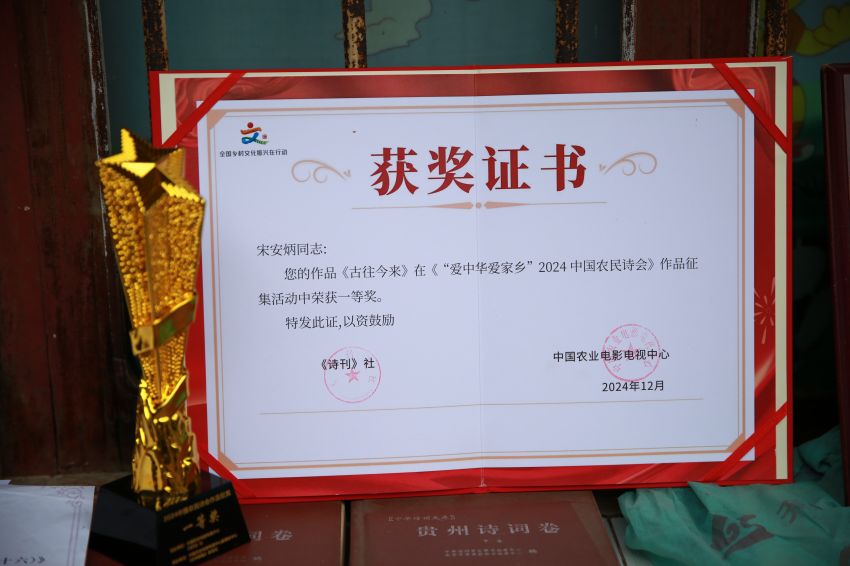 全国乡村文化振兴在行动
获奖证书
宋安炳同志:
您的作品《古往今来》在《“爱中华爱家乡”2024 中国农民诗会》作品征
集活动中荣获一等奖。
特发此证,以资鼓励
《诗刊》社
中国农业电影电视中心
2024年12月
一等奖
十六》
贵州诗词卷